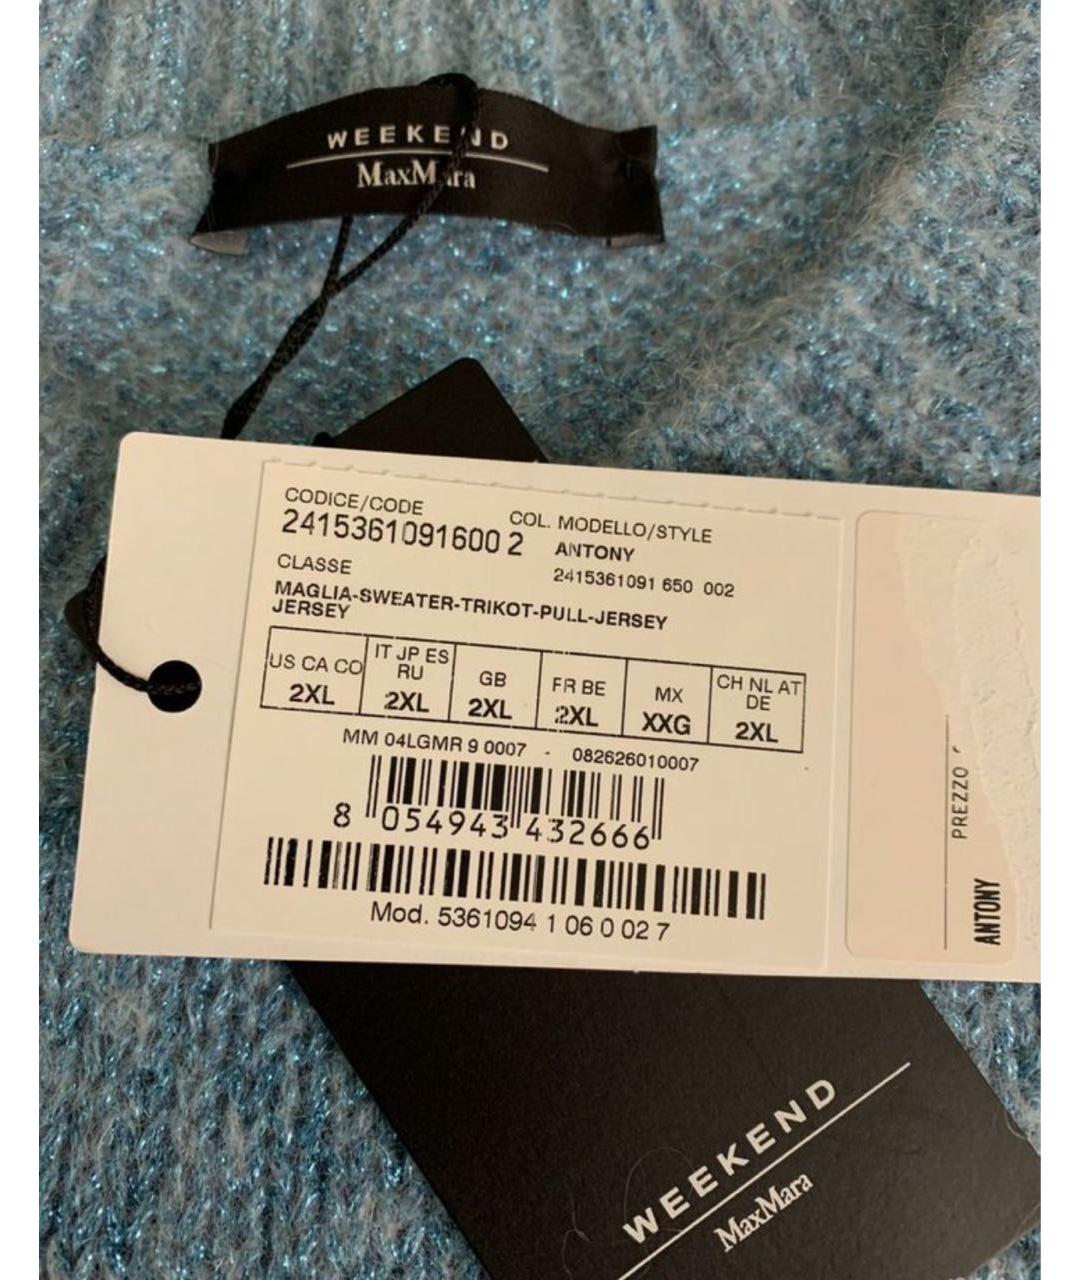 WEEKEND
MaxMara
CODICE/CODE
COL. MODELLO/STYLE
2415361091600 2
ANTONY
2415361091 650 002
CLASSE
MAGLIA-SWEATER-TRIKOT-PULL-JERSEY
JERSEY
US CA CO
2XL
IT JP ES
RU
2XL
GB
2XL
FR BE
2XL
MX
XXG
CH NL AT
DE
2XL
MM 04LGMR 9 0007 - 082626010007
8 054943 432666
Mod. 5361094 1 06 0 02 7
PREZZO
ANTONY
WEEKEND
MaxMara